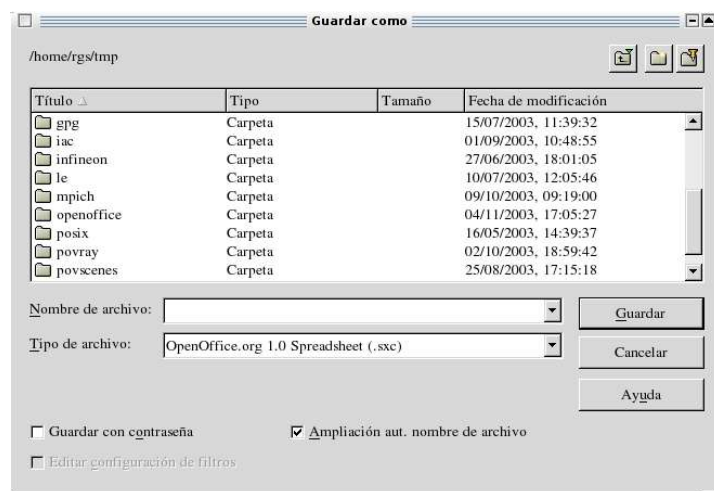 Guardar como
/home/rgs/tmp
Título Tipo Tamaño Fecha de modificación
gpg Carpeta 15/07/2003, 11:39:32
iac Carpeta 01/09/2003, 10:48:55
infineon Carpeta 27/06/2003, 18:01:05
le Carpeta 10/07/2003, 12:05:46
mpich Carpeta 09/10/2003, 09:19:00
openoffice Carpeta 04/11/2003, 17:05:27
posix Carpeta 16/05/2003, 14:39:37
povray Carpeta 02/10/2003, 18:59:42
povscenes Carpeta 25/08/2003, 17:15:18
Nombre de archivo: Guardar
Tipo de archivo: OpenOffice.org 1.0 Spreadsheet (.sxc) Cancelar
Ayuda
Guardar con contraseña Ampliación aut. nombre de archivo
Editar configuración de filtros